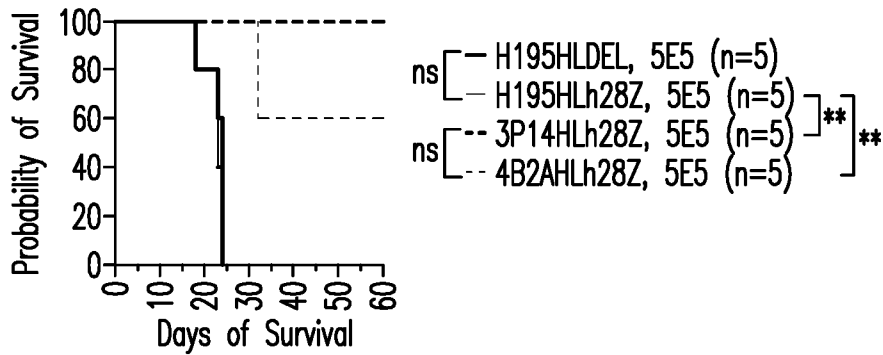 Probability of Survival
100
80
60
40
20
0
0
10
20
30
40
50
60
Days of Survival
ns
H195HLDEL, 5E5 (n=5)
H195HLh28Z, 5E5 (n=5)
ns
3P14HLh28Z, 5E5 (n=5)
4B2AHLh28Z, 5E5 (n=5)
**
**